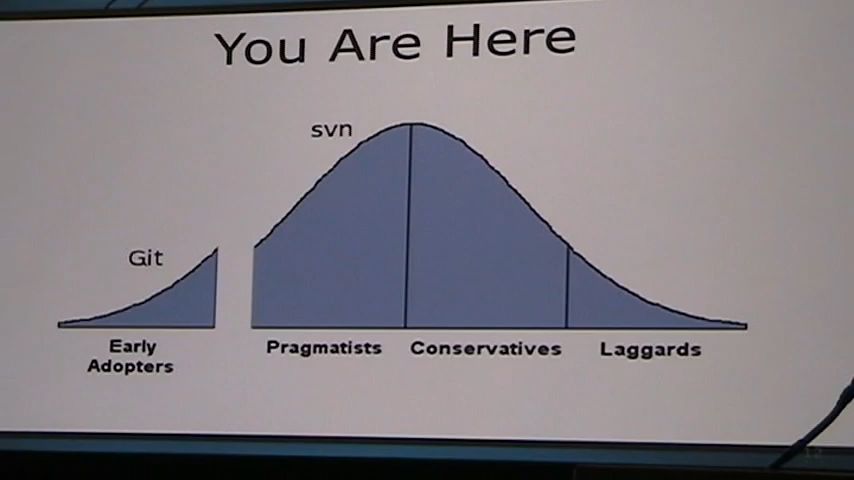 You Are Here
svn
Git
Early
Adopters
Pragmatists
Conservatives
Laggards